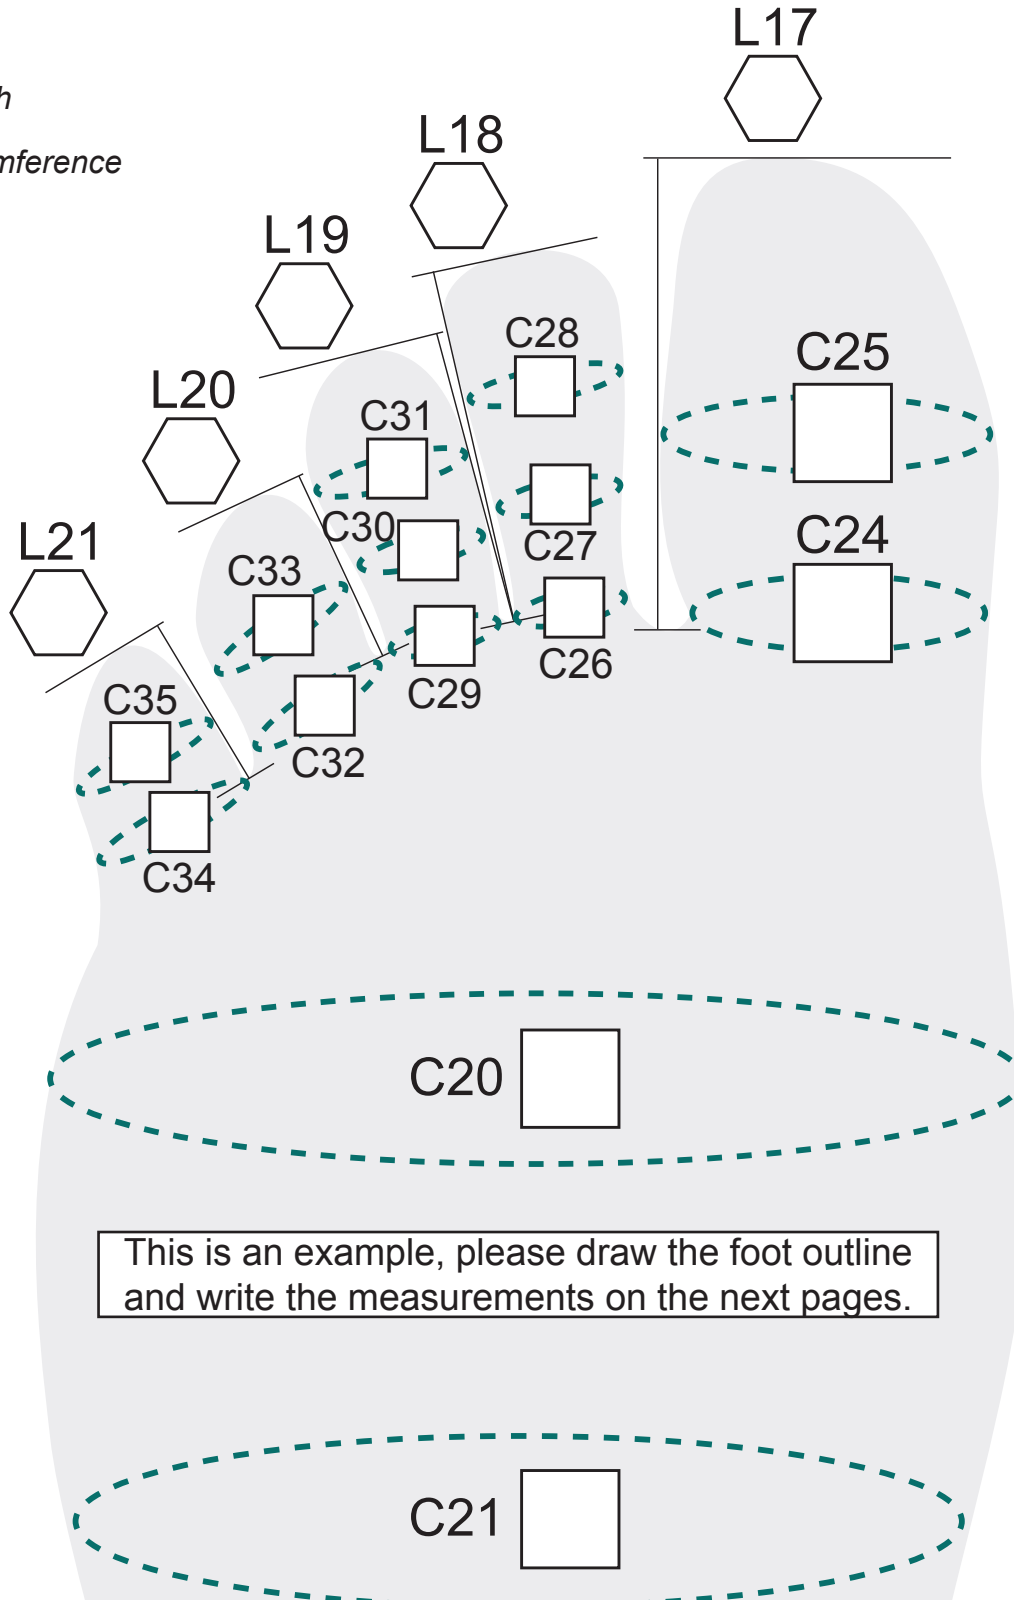 L17
L18
L19
L20
L21
C28
C25
C31
C30
C27
C24
C33
C26
C29
C35
C32
C34
C20
This is an example, please draw the foot outline
and write the measurements on the next pages.
C21